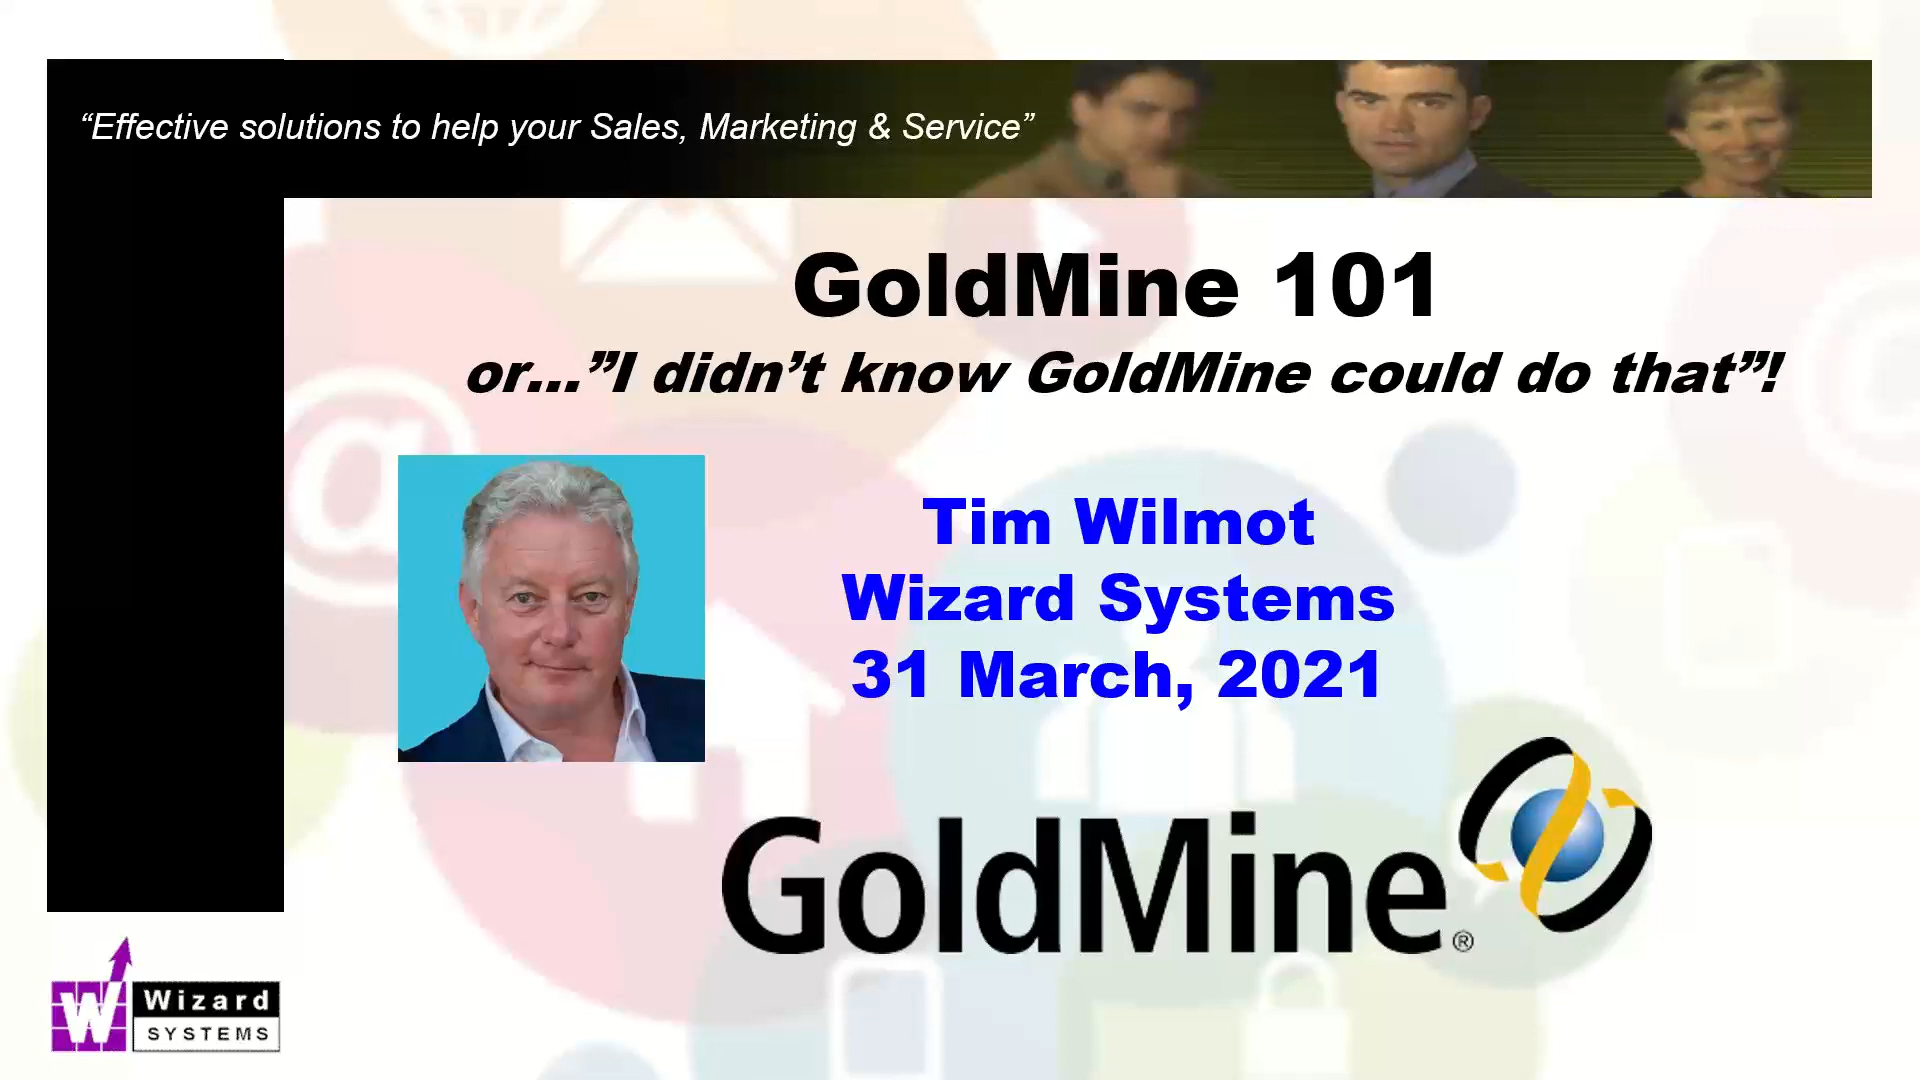 “Effective solutions to help your Sales, Marketing & Service”
GoldMine 101
or...”I didn’t know GoldMine could do that”!
Tim Wilmot
Wizard Systems
31 March, 2021
GoldMine®
W Wizard
SYSTEMS